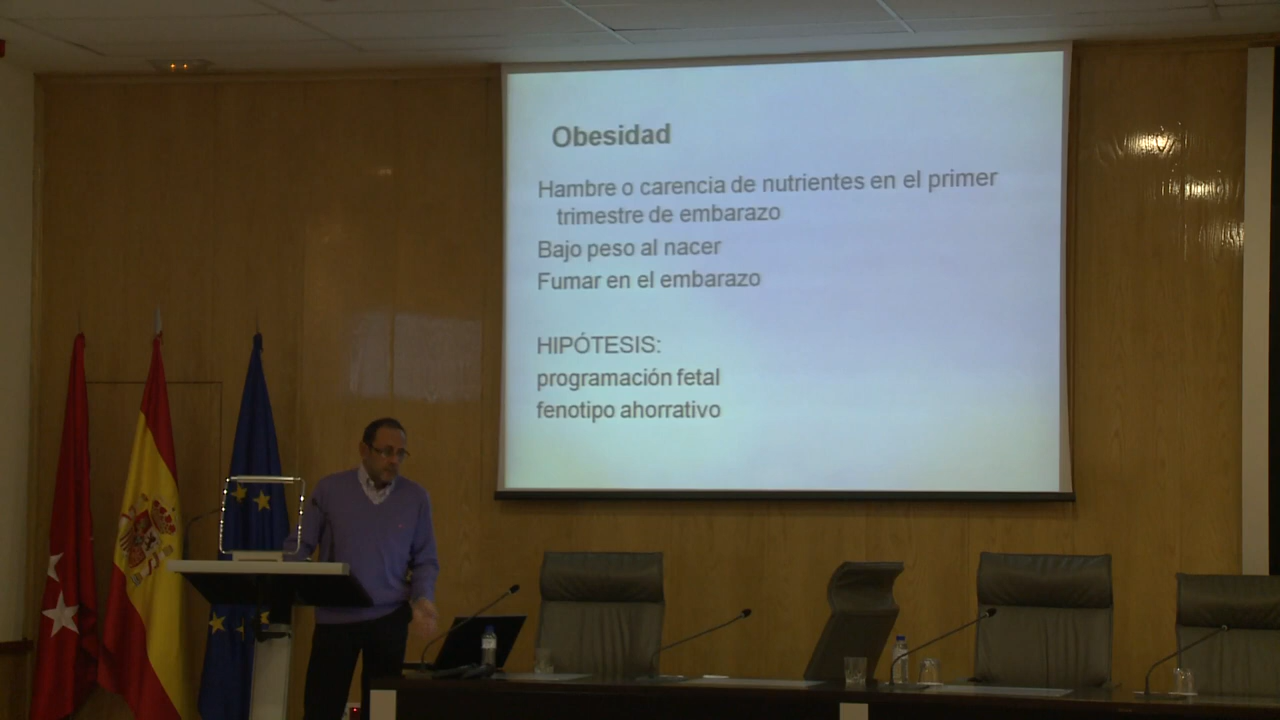 Obesidad
Hambre o carencia de nutrientes en el primer
trimestre de embarazo
Bajo peso al nacer
Fumar en el embarazo
HIPÓTESIS:
programación fetal
fenotipo ahorrativo